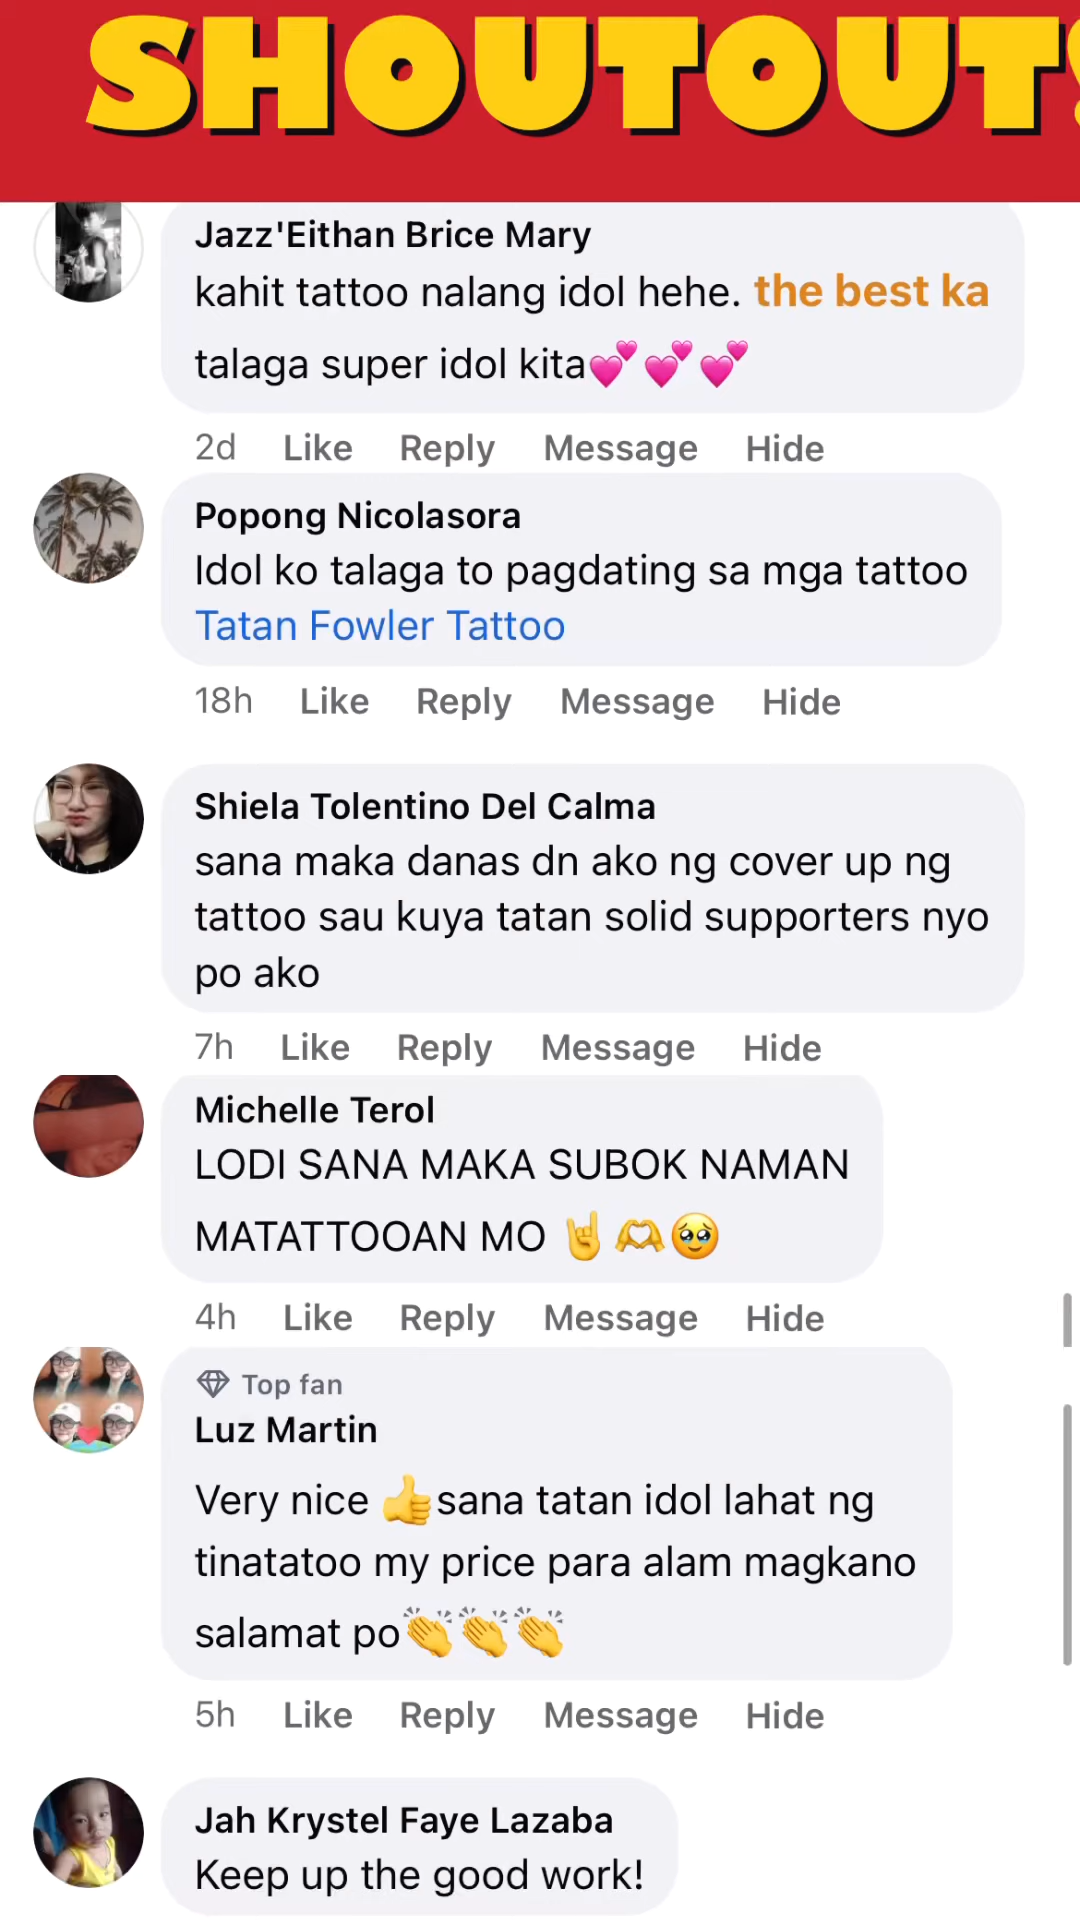 SHOUTOUT!
Jazz'Eithan Brice Mary
kahit tattoo nalang idol hehe. the best ka
talaga super idol kita💕💕💕
2d Like Reply Message Hide
Popong Nicolasora
Idol ko talaga to pagdating sa mga tattoo
Tatan Fowler Tattoo
18h Like Reply Message Hide
Shiela Tolentino Del Calma
sana maka danas dn ako ng cover up ng
tattoo sau kuya tatan solid supporters nyo
po ako
7h Like Reply Message Hide
Michelle Terol
LODI SANA MAKA SUBOK NAMAN
MATATTOOAN MO 🤘🫶🥹
4h Like Reply Message Hide
Top fan
Luz Martin
Very nice 👍sana tatan idol lahat ng
tinatatoo my price para alam magkano
salamat po👏👏👏
5h Like Reply Message Hide
Jah Krystel Faye Lazaba
Keep up the good work!